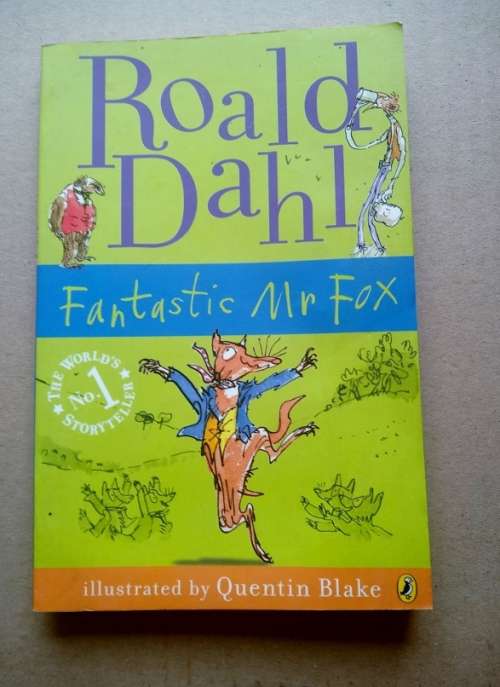 Roald
Dahl
Fantastic Mr Fox
THE WORLD'S
No. 1
STORYTELLER
illustrated by Quentin Blake